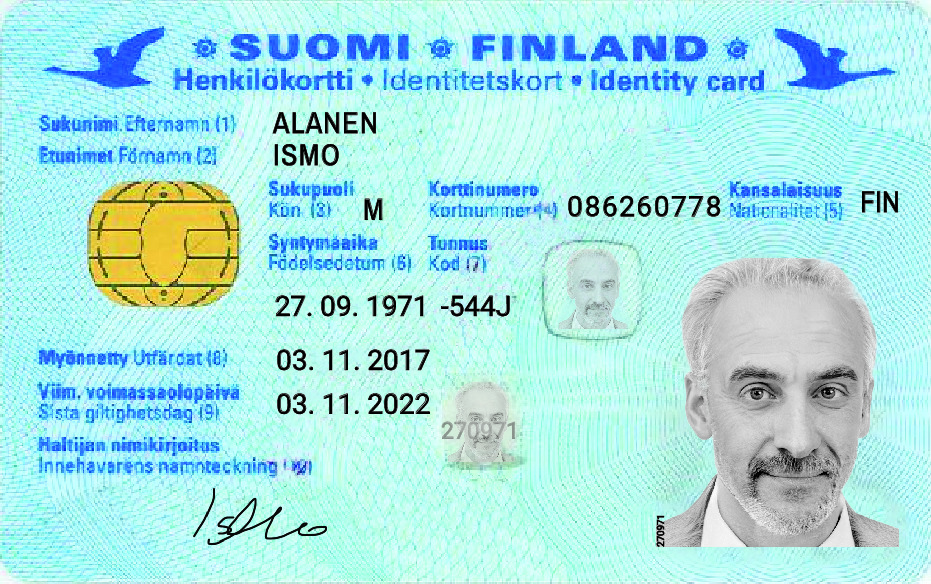 SUOMI FINLAND
Henkilökortti • Identitetskort • Identity card
Sukunimi Efternamn (1) ALANEN
Etunimet Förnamn (2) ISMO
Sukupuoli Korttinumero Kansalaisuus
Kön (3) M Kortnummer (4) 086260778 Nationalitet (5) FIN
Syntymäaika Tunnus
Födelsedatum (6) Kod (7)
27. 09. 1971 -544J
Myönnetty Utfärdat (8) 03. 11. 2017
Viim. voimassaolopäivä
Sista giltighetsdag (9) 03. 11. 2022
270971
Haltijan nimikirjoitus
Innehavarens namnteckning
Ismo
270971